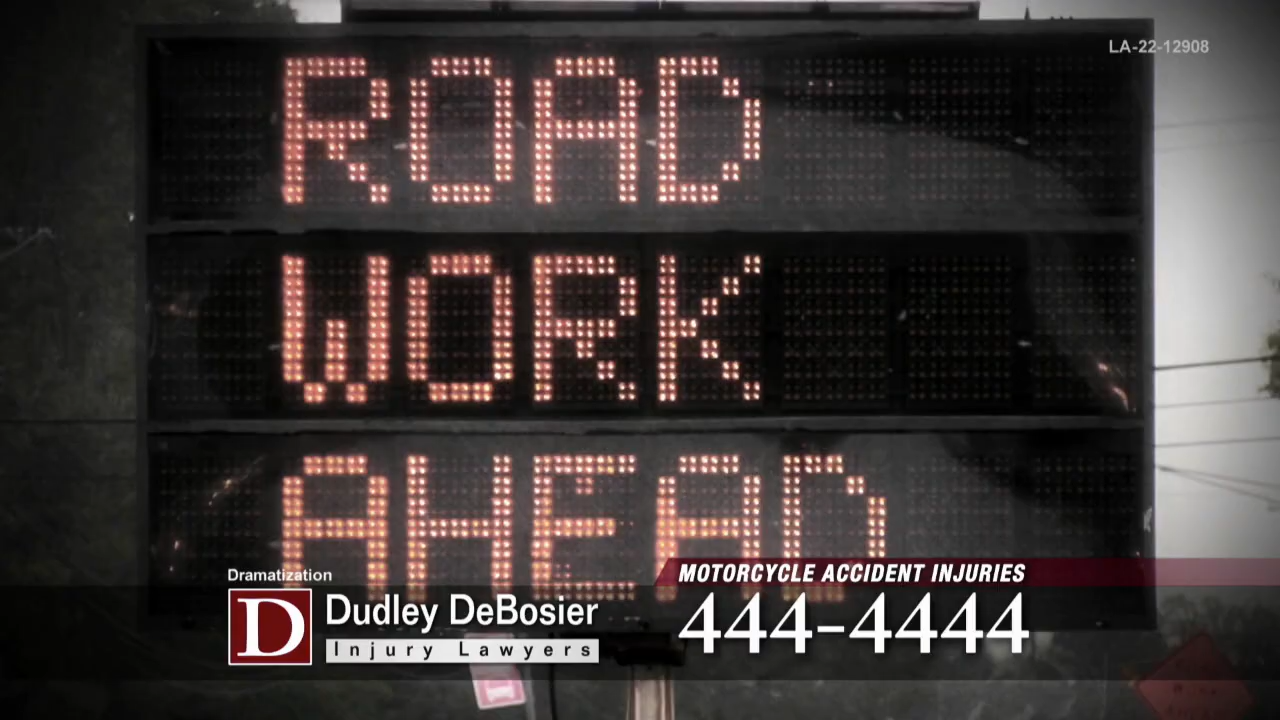 LA-22-12908
ROAD
WORK
AHEAD
Dramatization
D
Dudley DeBosier
Injury Lawyers
MOTORCYCLE ACCIDENT INJURIES
444-4444